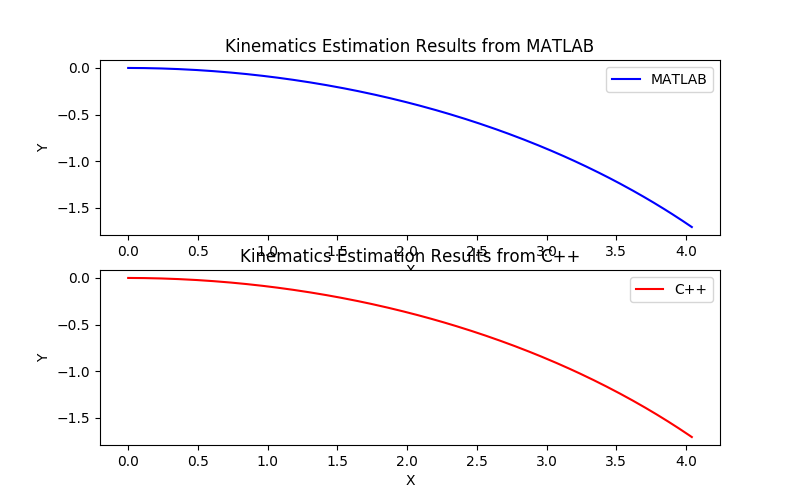 Kinematics Estimation Results from MATLAB
MATLAB
0.0
−0.5
−1.0
−1.5
Y
0.0 0.5 1.0 1.5 2.0 2.5 3.0 3.5 4.0
X
Kinematics Estimation Results from C++
C++
0.0
−0.5
−1.0
−1.5
Y
0.0 0.5 1.0 1.5 2.0 2.5 3.0 3.5 4.0
X